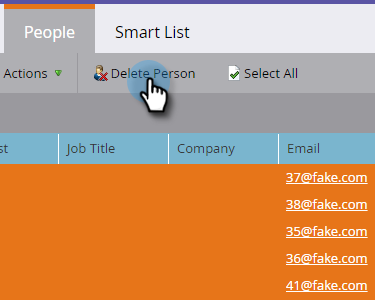 People Smart List
Actions Delete Person Select All
st Job Title Company Email
37@fake.com
38@fake.com
35@fake.com
36@fake.com
41@fake.com